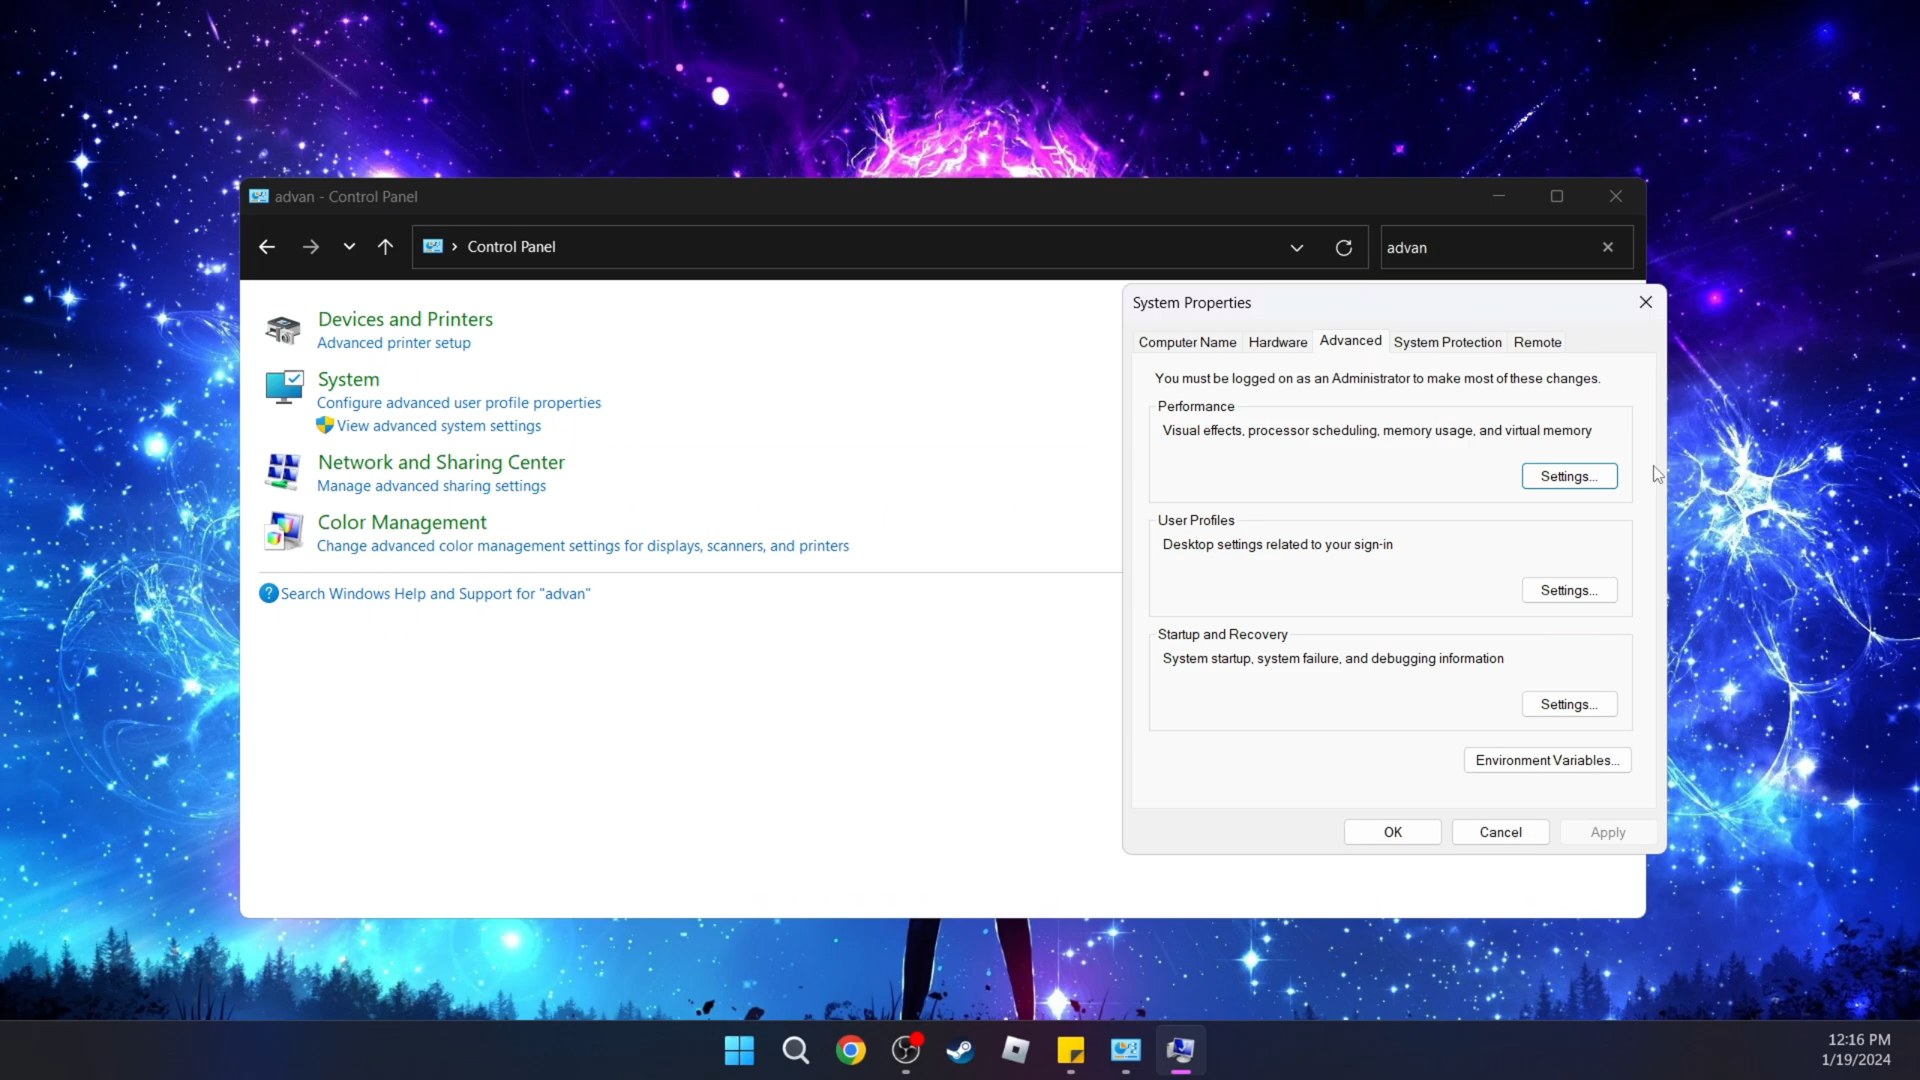 advan - Control Panel
Control Panel
advan
Devices and Printers
Advanced printer setup
System
Configure advanced user profile properties
View advanced system settings
Network and Sharing Center
Manage advanced sharing settings
Color Management
Change advanced color management settings for displays, scanners, and printers
Search Windows Help and Support for "advan"
System Properties
Computer Name Hardware Advanced System Protection Remote
You must be logged on as an Administrator to make most of these changes.
Performance
Visual effects, processor scheduling, memory usage, and virtual memory
Settings...
User Profiles
Desktop settings related to your sign-in
Settings...
Startup and Recovery
System startup, system failure, and debugging information
Settings...
Environment Variables...
OK Cancel Apply
12:16 PM
1/19/2024